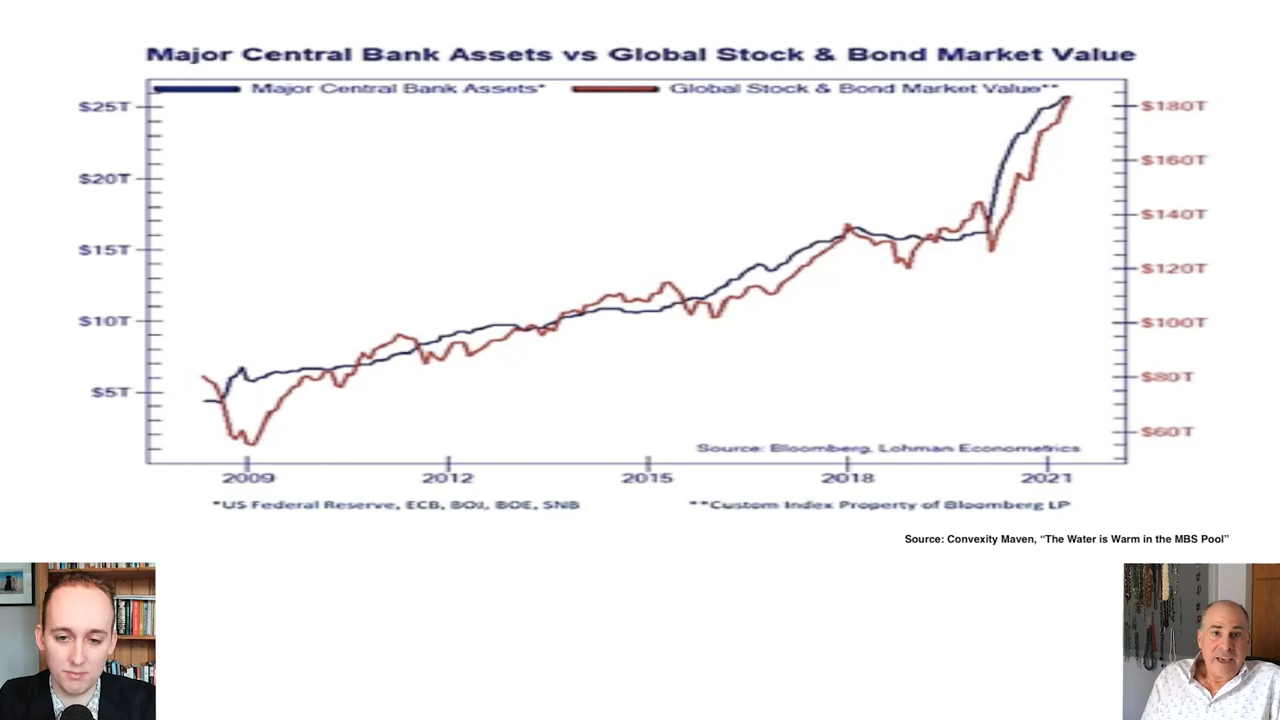 Major Central Bank Assets vs Global Stock & Bond Market Value
Major Central Bank Assets* Global Stock & Bond Market Value**
$25T $180T
$160T
$20T
$140T
$15T
$120T
$10T $100T
$5T $80T
$60T
Source: Bloomberg, Lohman Econometrics
2009 2012 2015 2018 2021
*US Federal Reserve, ECB, BOJ, BOE, SNB **Custom Index Property of Bloomberg LP
Source: Convexity Maven, “The Water is Warm in the MBS Pool”